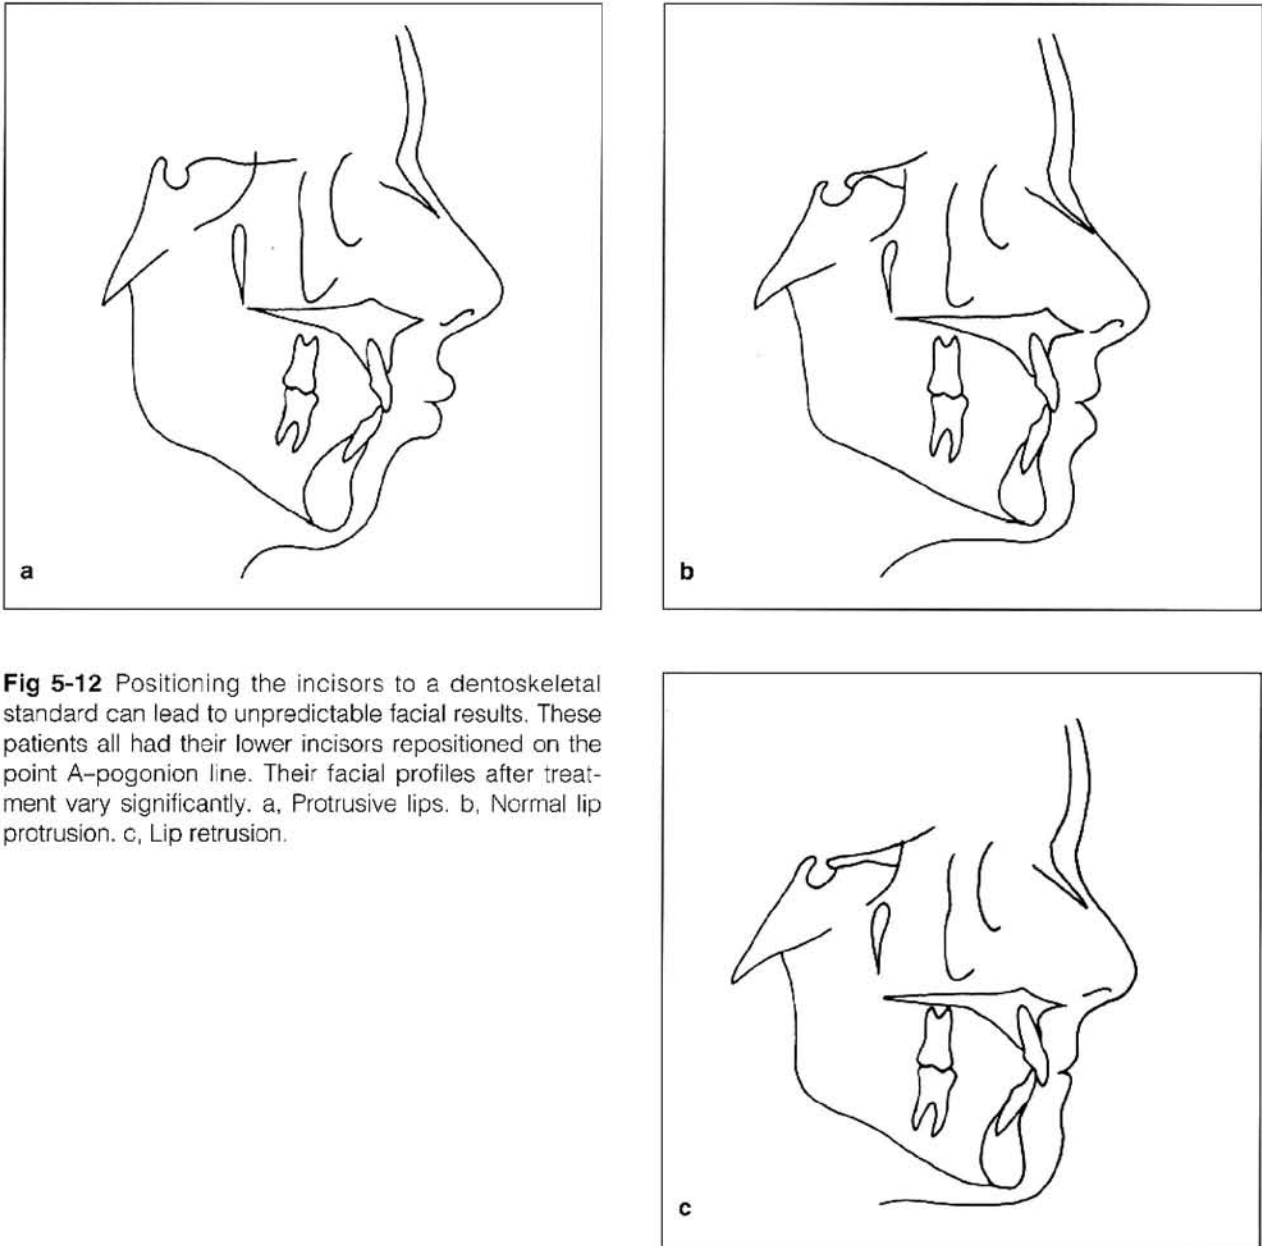 a
b
Fig 5-12 Positioning the incisors to a dentoskeletal
standard can lead to unpredictable facial results. These
patients all had their lower incisors repositioned on the
point A–pogonion line. Their facial profiles after treat-
ment vary significantly. a, Protrusive lips. b, Normal lip
protrusion. c, Lip retrusion.
c